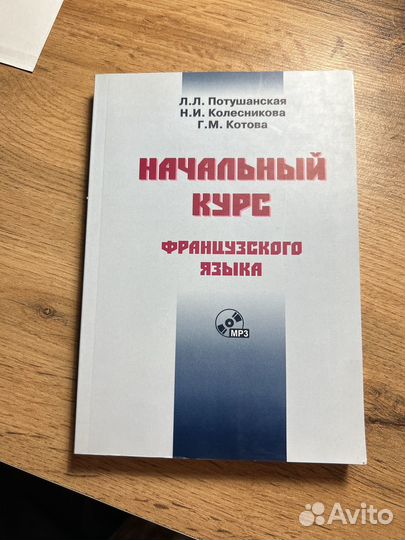 Л.Л. Потушанская
Н.И. Колесникова
Г.М. Котова
НАЧАЛЬНЫЙ
КУРС
ФРАНЦУЗСКОГО
ЯЗЫКА
MP3
Avito